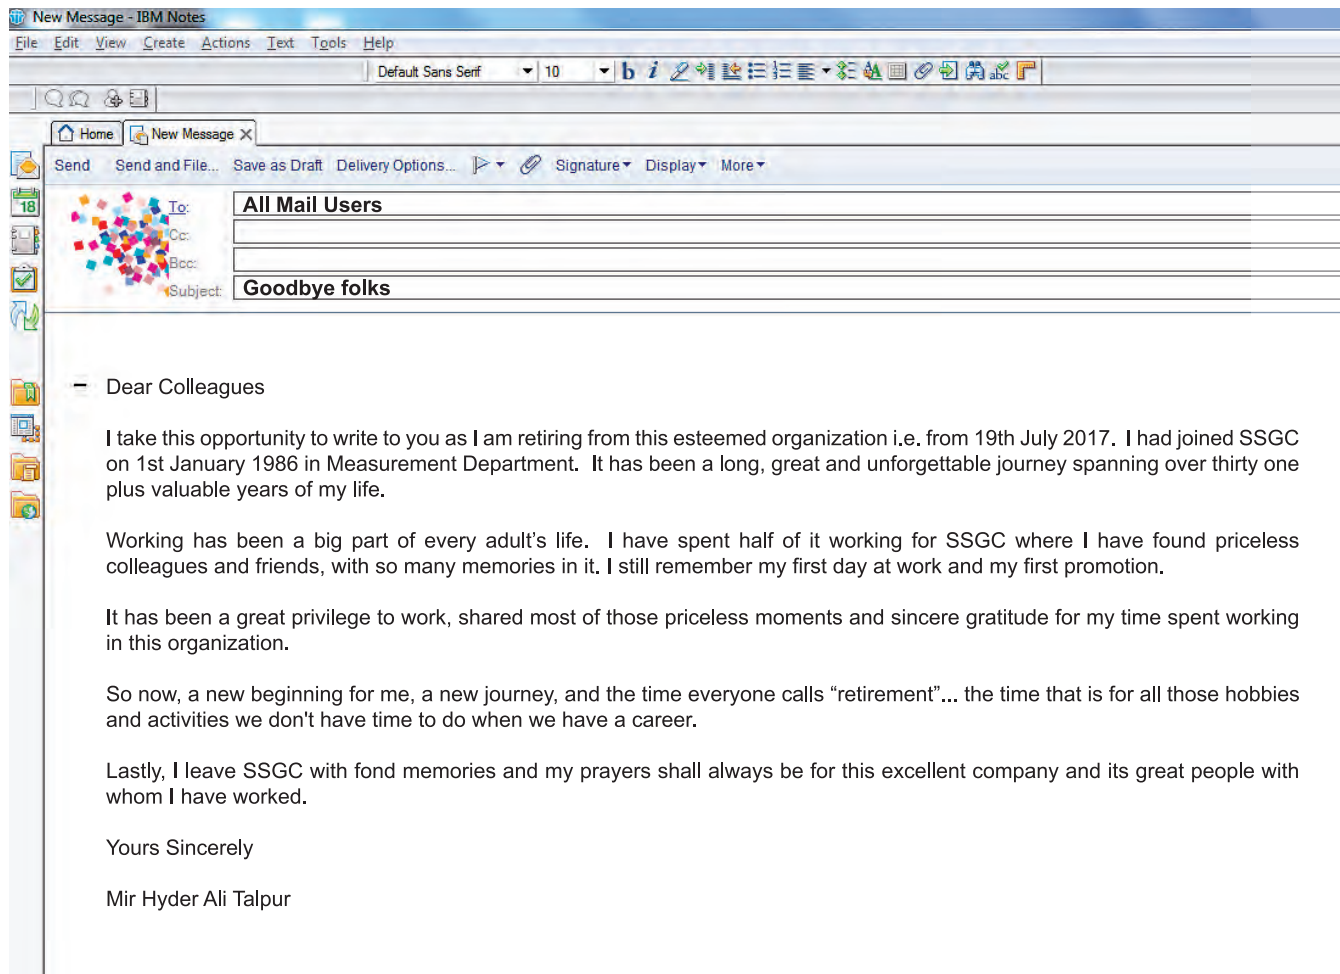 New Message - IBM Notes
File Edit View Create Actions Text Tools Help
Default Sans Serif 10 b i abc
Home New Message
Send Send and File... Save as Draft Delivery Options... Signature Display More
18
To: All Mail Users
Cc:
Bcc:
Subject: Goodbye folks
Dear Colleagues
I take this opportunity to write to you as I am retiring from this esteemed organization i.e. from 19th July 2017. I had joined SSGC
on 1st January 1986 in Measurement Department. It has been a long, great and unforgettable journey spanning over thirty one
plus valuable years of my life.
Working has been a big part of every adult’s life. I have spent half of it working for SSGC where I have found priceless
colleagues and friends, with so many memories in it. I still remember my first day at work and my first promotion.
It has been a great privilege to work, shared most of those priceless moments and sincere gratitude for my time spent working
in this organization.
So now, a new beginning for me, a new journey, and the time everyone calls “retirement”... the time that is for all those hobbies
and activities we don't have time to do when we have a career.
Lastly, I leave SSGC with fond memories and my prayers shall always be for this excellent company and its great people with
whom I have worked.
Yours Sincerely
Mir Hyder Ali Talpur